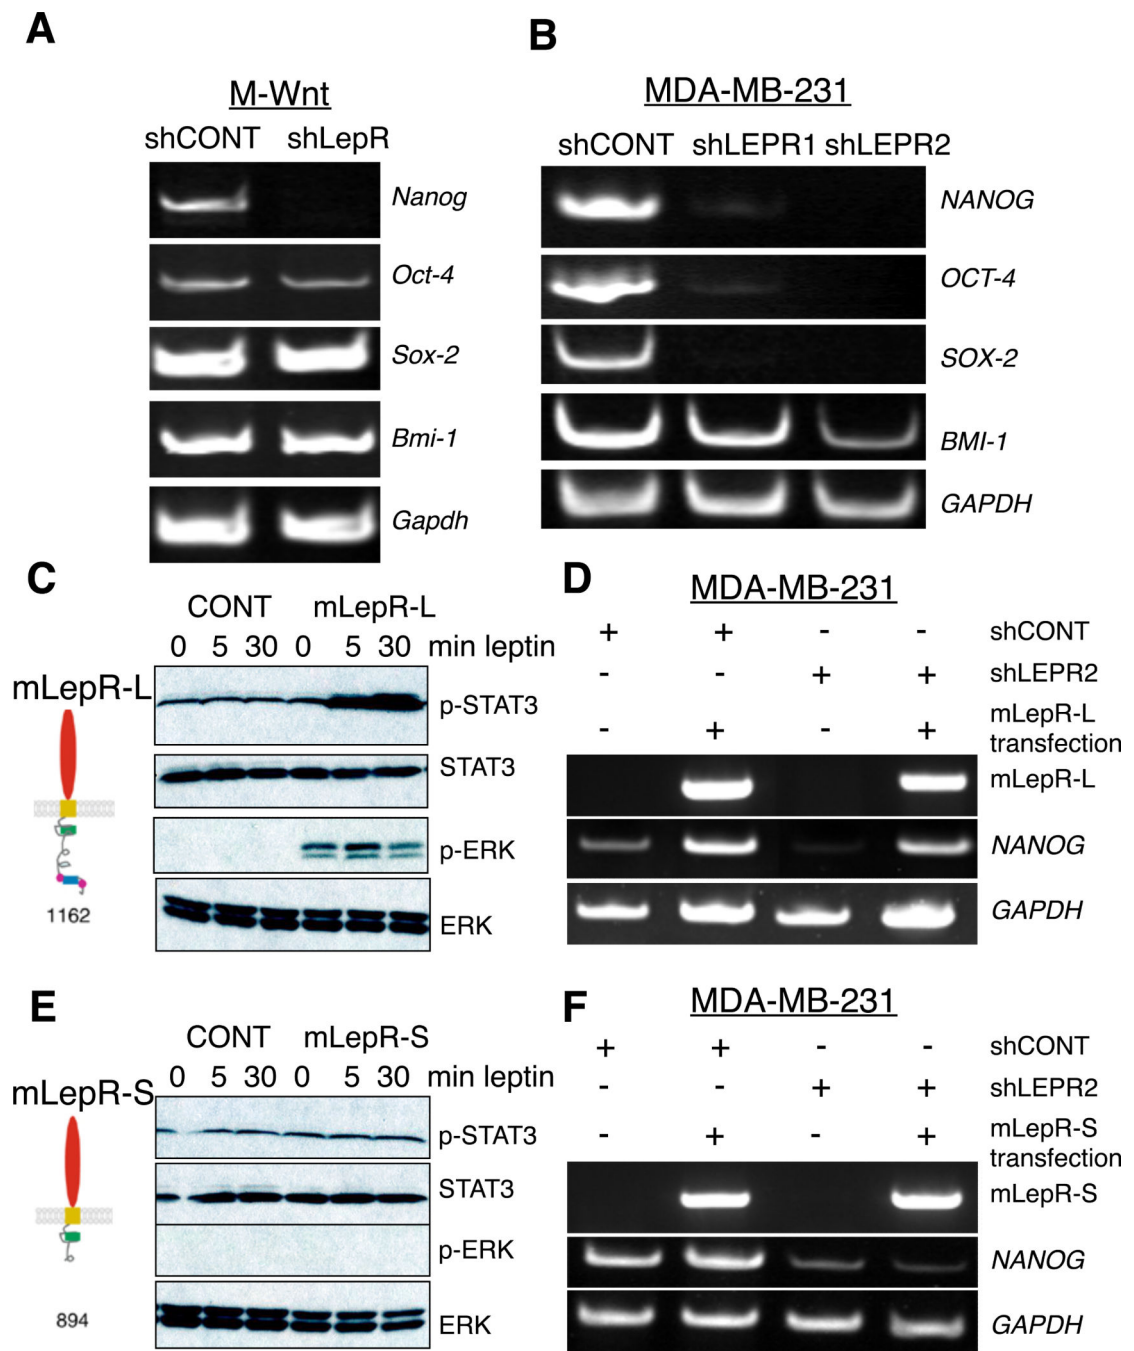 A
M-Wnt
shCONT shLepR
Nanog
Oct-4
Sox-2
Bmi-1
Gapdh
B
MDA-MB-231
shCONT shLEPR1 shLEPR2
NANOG
OCT-4
SOX-2
BMI-1
GAPDH
C
CONT mLepR-L
0 5 30 0 5 30 min leptin
mLepR-L
p-STAT3
STAT3
p-ERK
ERK
1162
D
MDA-MB-231
+ + - - shCONT
- - + + shLEPR2
- + - + mLepR-L
transfection
mLepR-L
NANOG
GAPDH
E
CONT mLepR-S
0 5 30 0 5 30 min leptin
mLepR-S
p-STAT3
STAT3
p-ERK
ERK
894
F
MDA-MB-231
+ + - - shCONT
- - + + shLEPR2
- + - + mLepR-S
transfection
mLepR-S
NANOG
GAPDH